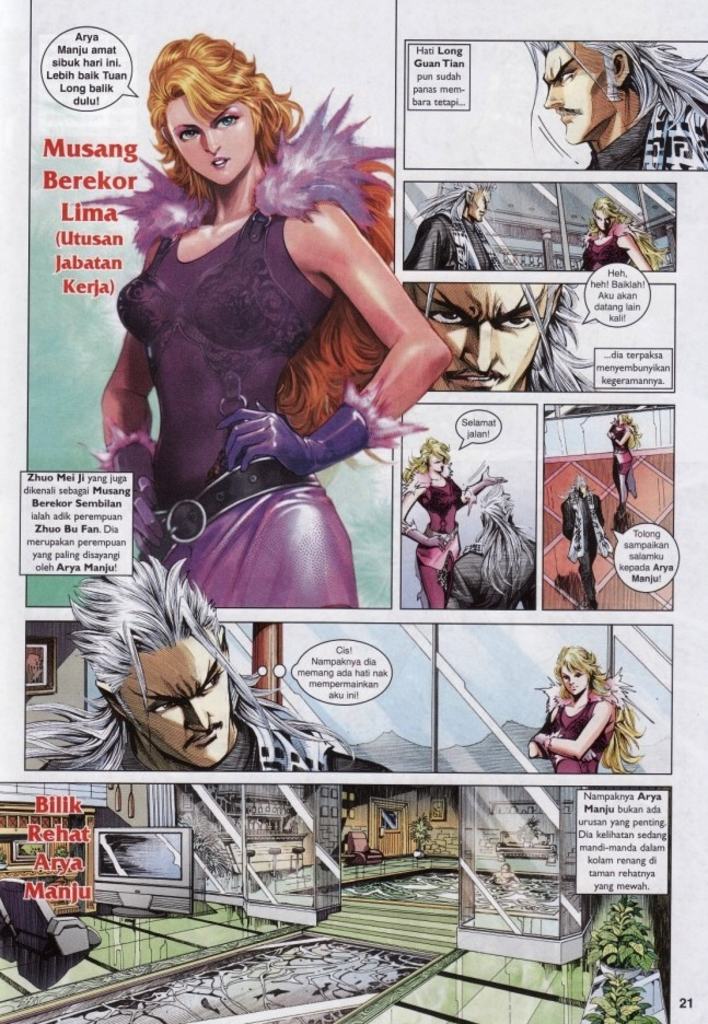 Arya
Manju amat
sibuk hari ini.
Lebih baik Tuan
Long balik
dulu!
Musang
Berekor
Lima
(Utusan
Jabatan
Kerja)
Zhuo Mei Ji yang juga
dikenali sebagai Musang
Berekor Sembilan
ialah adik perempuan
Zhuo Bu Fan. Dia
merupakan perempuan
yang paling disayangi
oleh Arya Manju!
Hati Long
Guan Tian
pun sudah
panas mem-
bara tetapi...
Heh,
heh! Baiklah!
Aku akan
datang lain
kali!
...dia terpaksa
menyembunyikan
kegeramannya.
Selamat
jalan!
Tolong
sampaikan
kepada Arya
Manju!
Cis!
Nampaknya dia
memang ada hati nak
mempermainkan
aku ini!
Bilik
Rehat
Arya
Manju
Nampaknya Arya
Manju bukan ada
urusan yang penting.
Dia kelihatan sedang
mandi-manda dalam
kolam renang di
taman rehatnya
yang mewah.
21